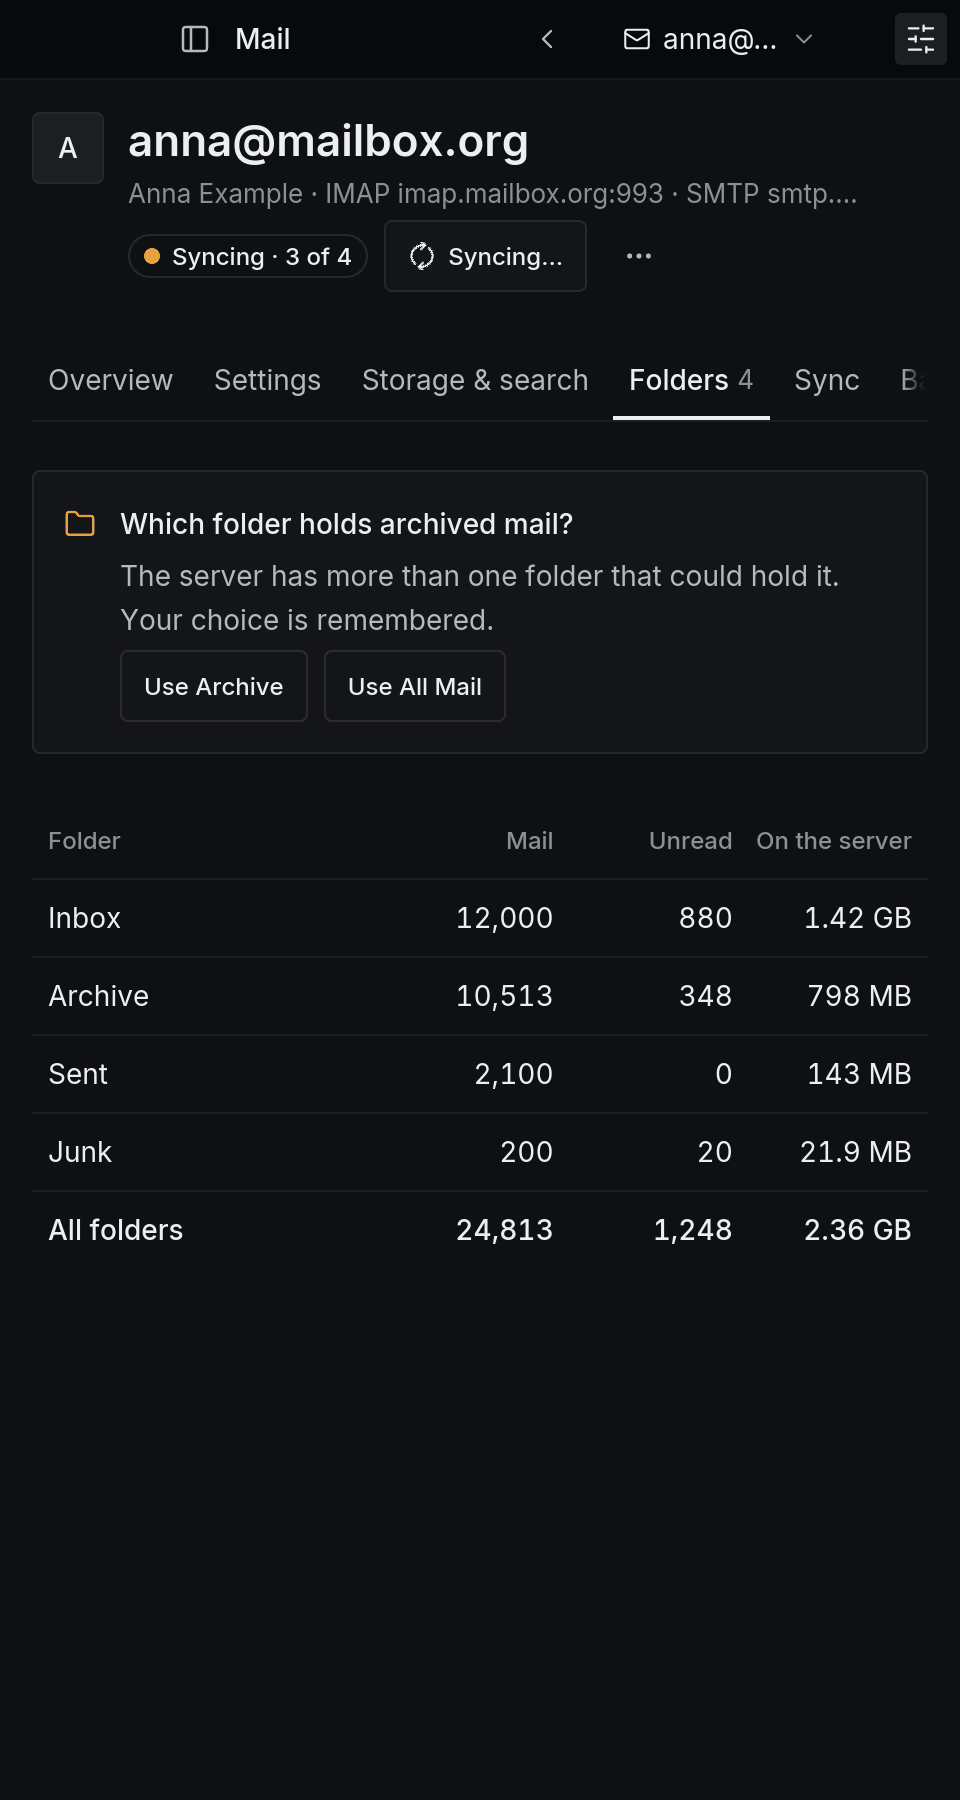 Mail
anna@...
A
anna@mailbox.org
Anna Example · IMAP imap.mailbox.org:993 · SMTP smtp....
Syncing · 3 of 4
Syncing...
Overview Settings Storage & search Folders 4 Sync
Which folder holds archived mail?
The server has more than one folder that could hold it.
Your choice is remembered.
Use Archive Use All Mail
Folder Mail Unread On the server
Inbox 12,000 880 1.42 GB
Archive 10,513 348 798 MB
Sent 2,100 0 143 MB
Junk 200 20 21.9 MB
All folders 24,813 1,248 2.36 GB